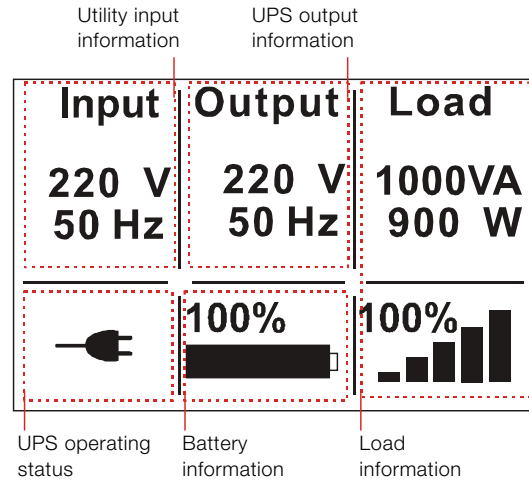 Utility input
information
UPS output
information
Input
Output
Load
220 V
50 Hz
220 V
50 Hz
1000VA
900 W
100%
100%
UPS operating
status
Battery
information
Load
information